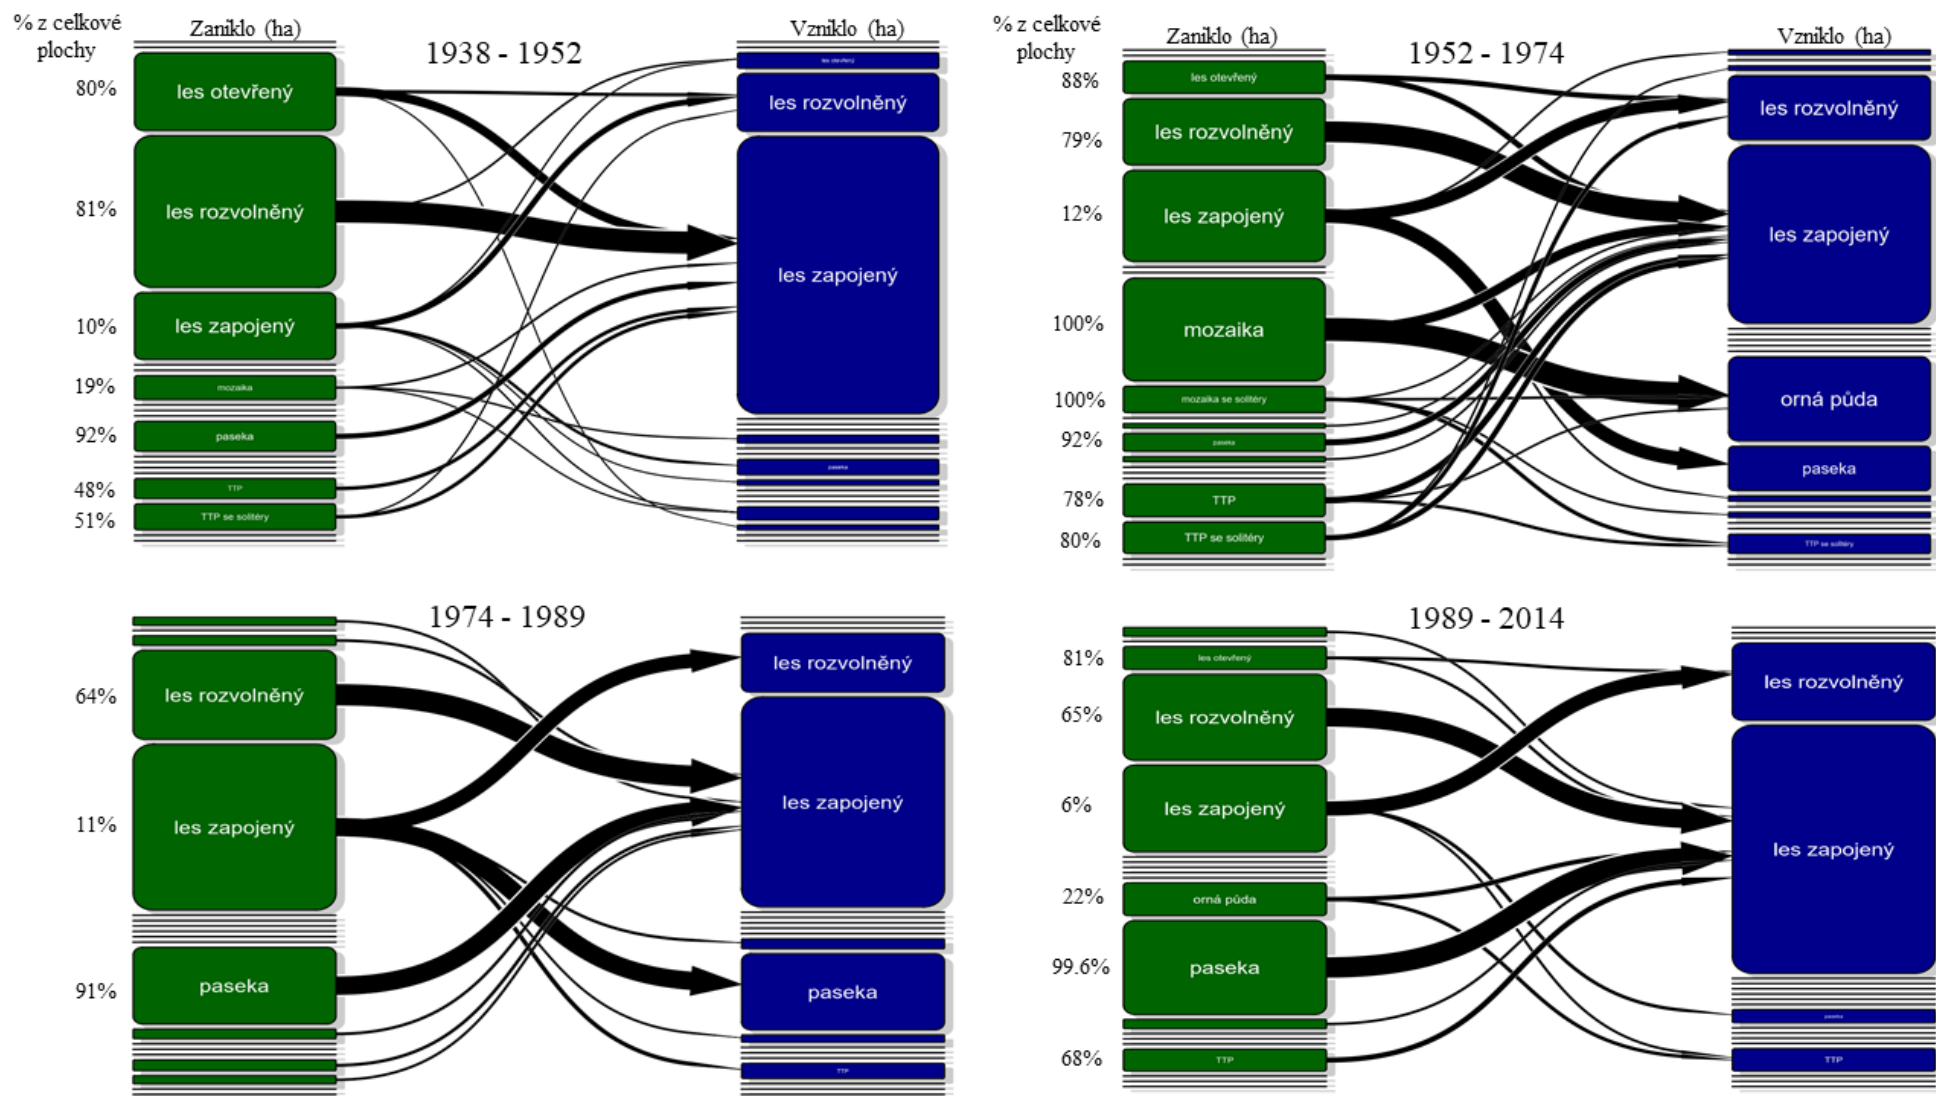 % z celkové
plochy
Zaniklo (ha)
1938 - 1952
Vzniklo (ha)
80%
les otevřený
81%
les rozvolněný
10%
les zapojený
19%
mozaika
92%
paseka
48%
TTP
51%
TTP se solitéry
les otevřený
les rozvolněný
les zapojený
paseka
% z celkové
plochy
Zaniklo (ha)
1952 - 1974
Vzniklo (ha)
88%
les otevřený
79%
les rozvolněný
12%
les zapojený
100%
mozaika
100%
mozaika se solitéry
92%
paseka
78%
TTP
80%
TTP se solitéry
les rozvolněný
les zapojený
orná půda
paseka
TTP se solitéry
1974 - 1989
64%
les rozvolněný
11%
les zapojený
91%
paseka
les rozvolněný
les zapojený
paseka
TTP
1989 - 2014
81%
les otevřený
65%
les rozvolněný
6%
les zapojený
22%
orná půda
99.6%
paseka
68%
TTP
les rozvolněný
les zapojený
paseka
TTP